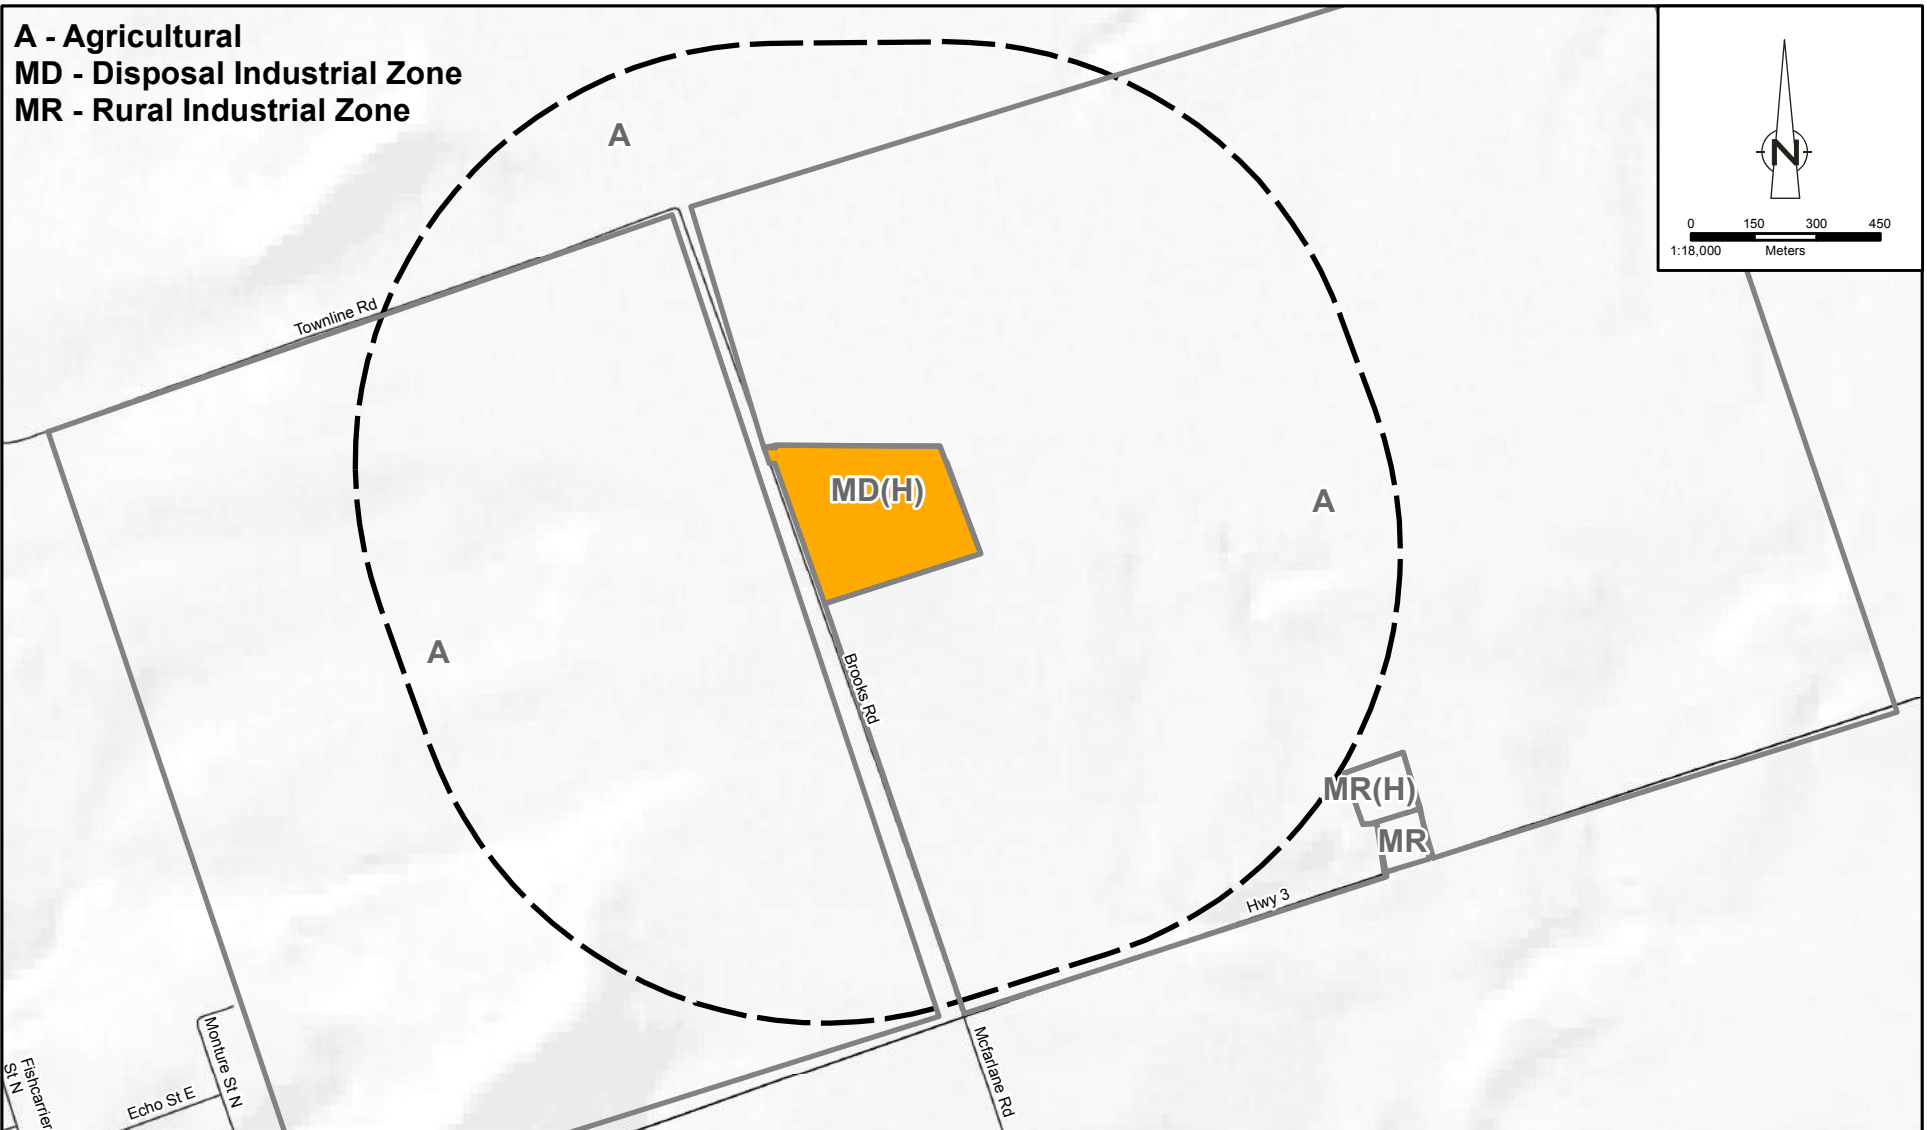 A - Agricultural
MD - Disposal Industrial Zone
MR - Rural Industrial Zone
N
0 150 300 450
1:18,000 Meters
A
Townline Rd
MD(H)
A
A
Brooks Rd
MR(H)
MR
Hwy 3
Mcfarlane Rd
Monture St N
Echo St E
Fishcarrier
St N